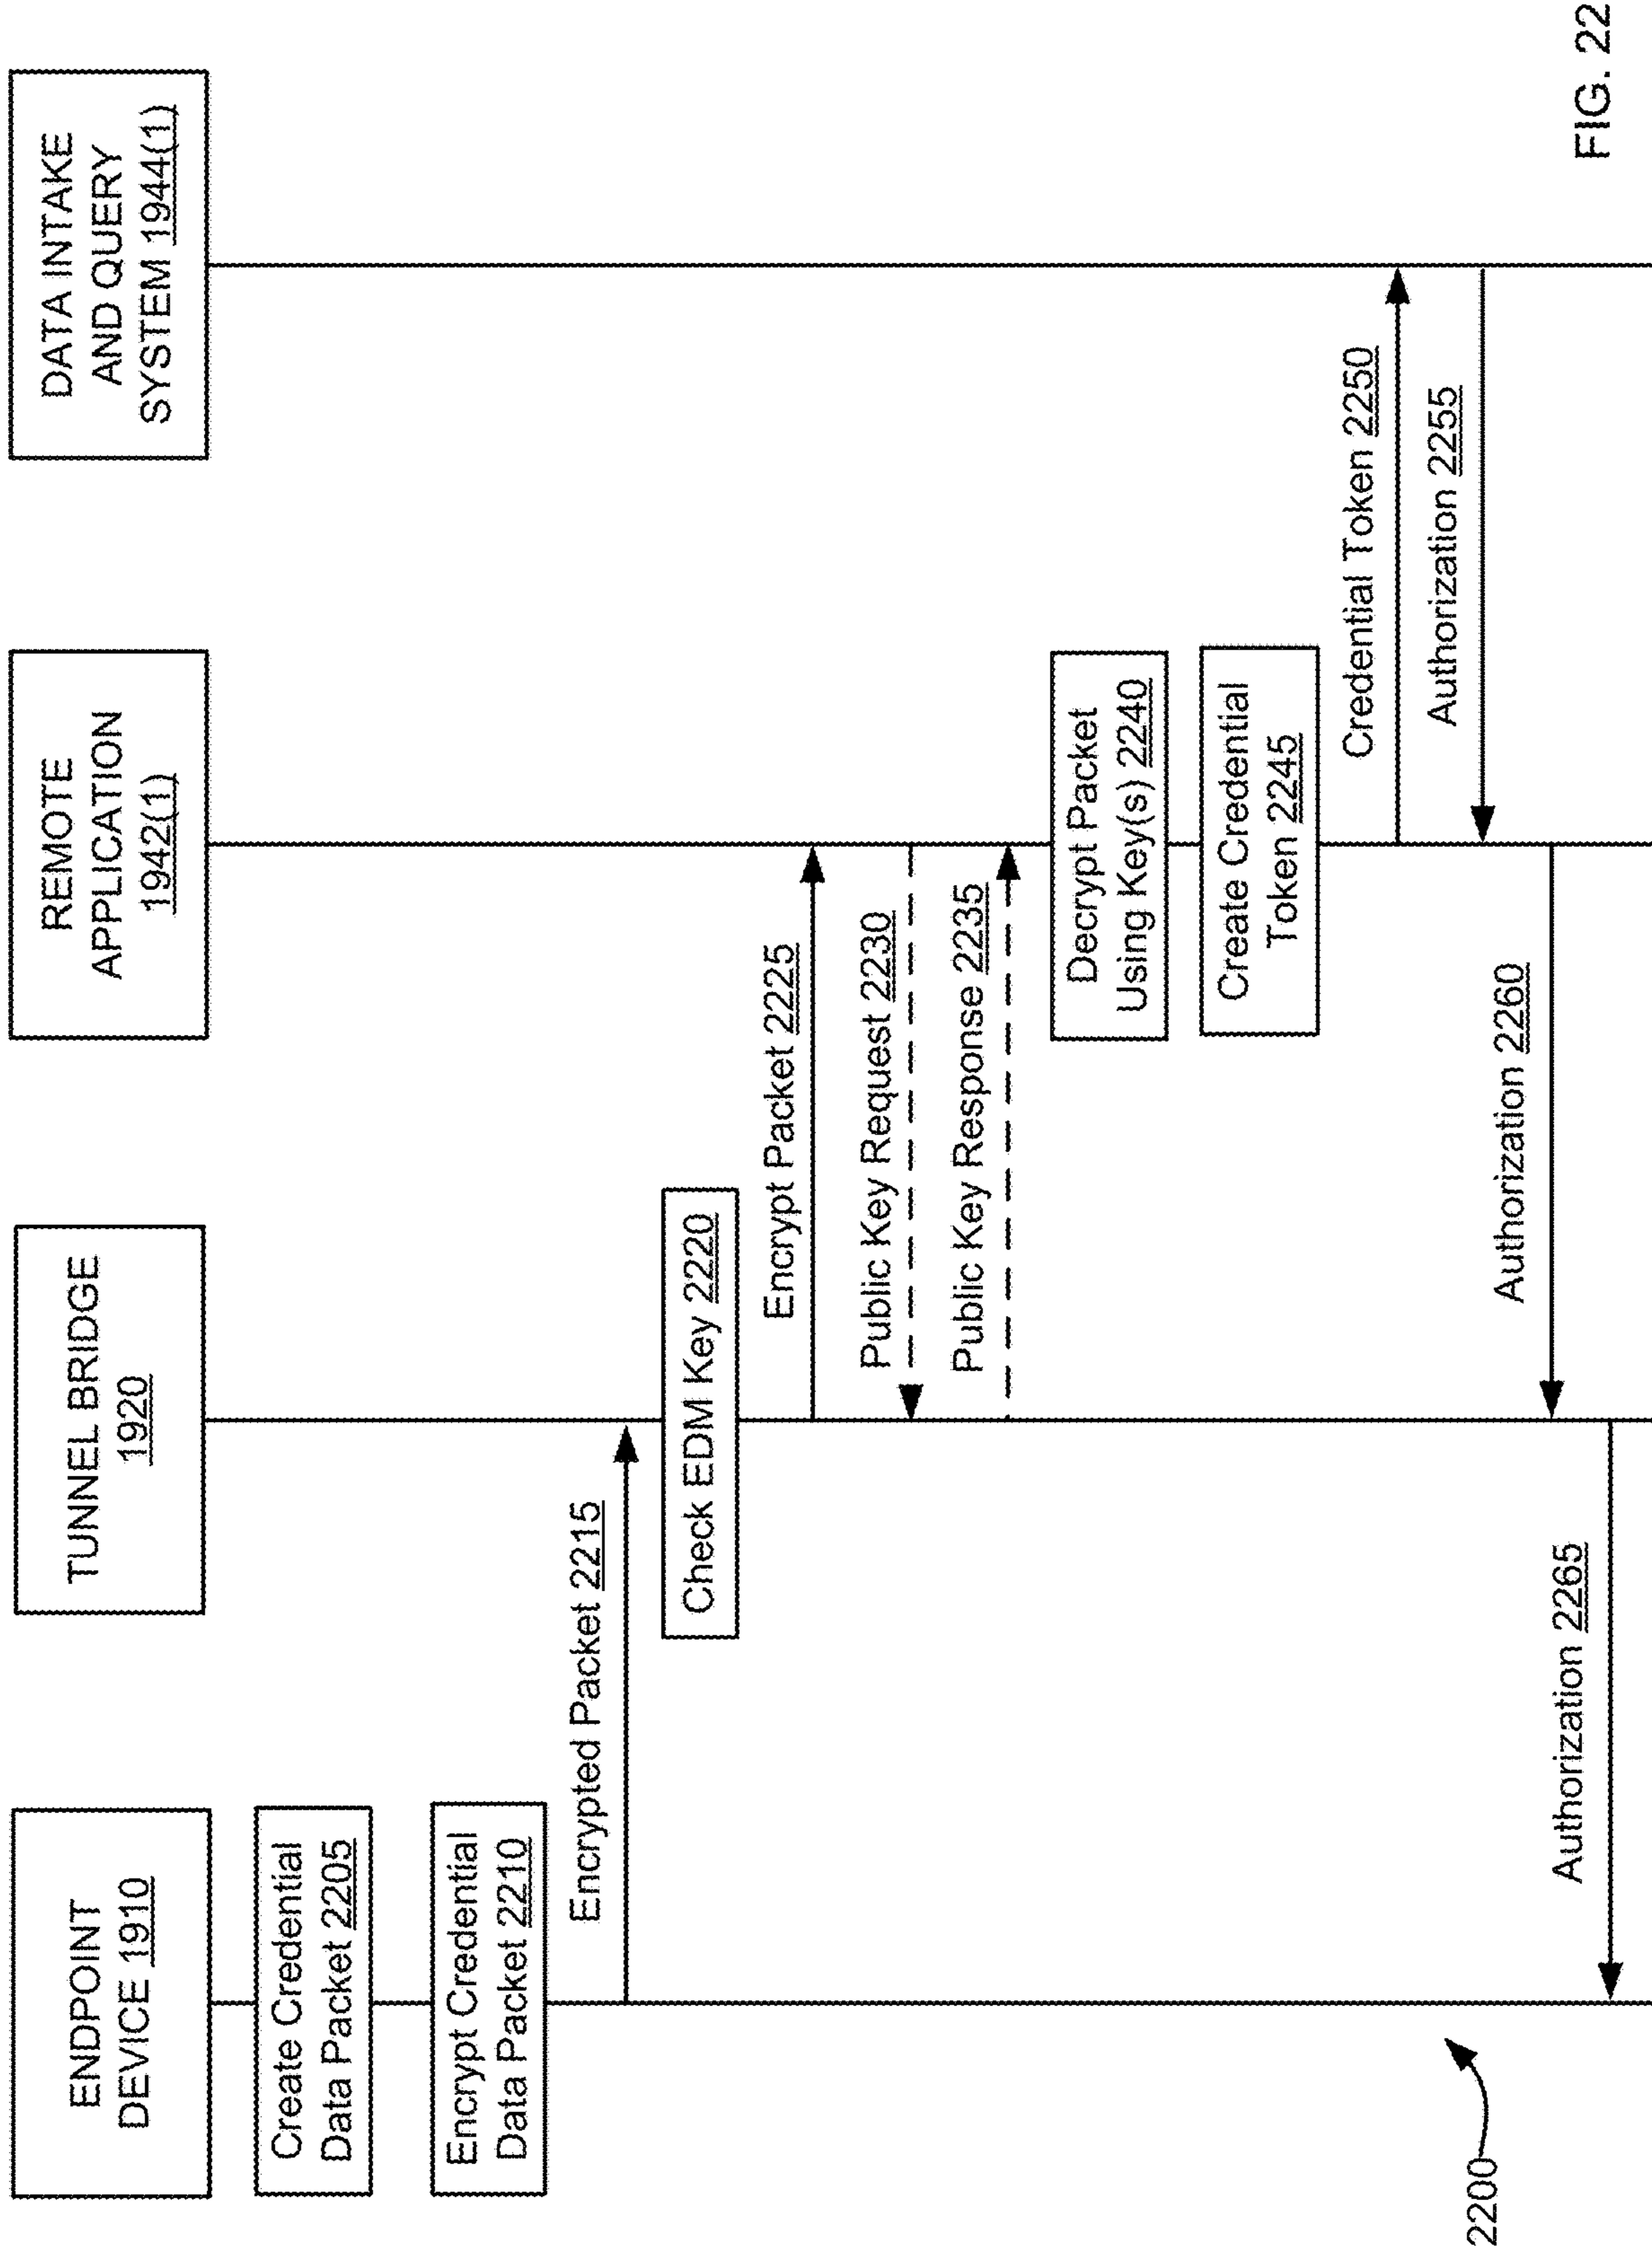 ENDPOINT
DEVICE 1910
TUNNEL BRIDGE
1920
REMOTE
APPLICATION
1942(1)
DATA INTAKE
AND QUERY
SYSTEM 1944(1)
Create Credential
Data Packet 2205
Encrypt Credential
Data Packet 2210
Encrypted Packet 2215
Check EDM Key 2220
Encrypt Packet 2225
Public Key Request 2230
Public Key Response 2235
Decrypt Packet
Using Key(s) 2240
Create Credential
Token 2245
Credential Token 2250
Authorization 2255
Authorization 2260
Authorization 2265
2200
FIG. 22